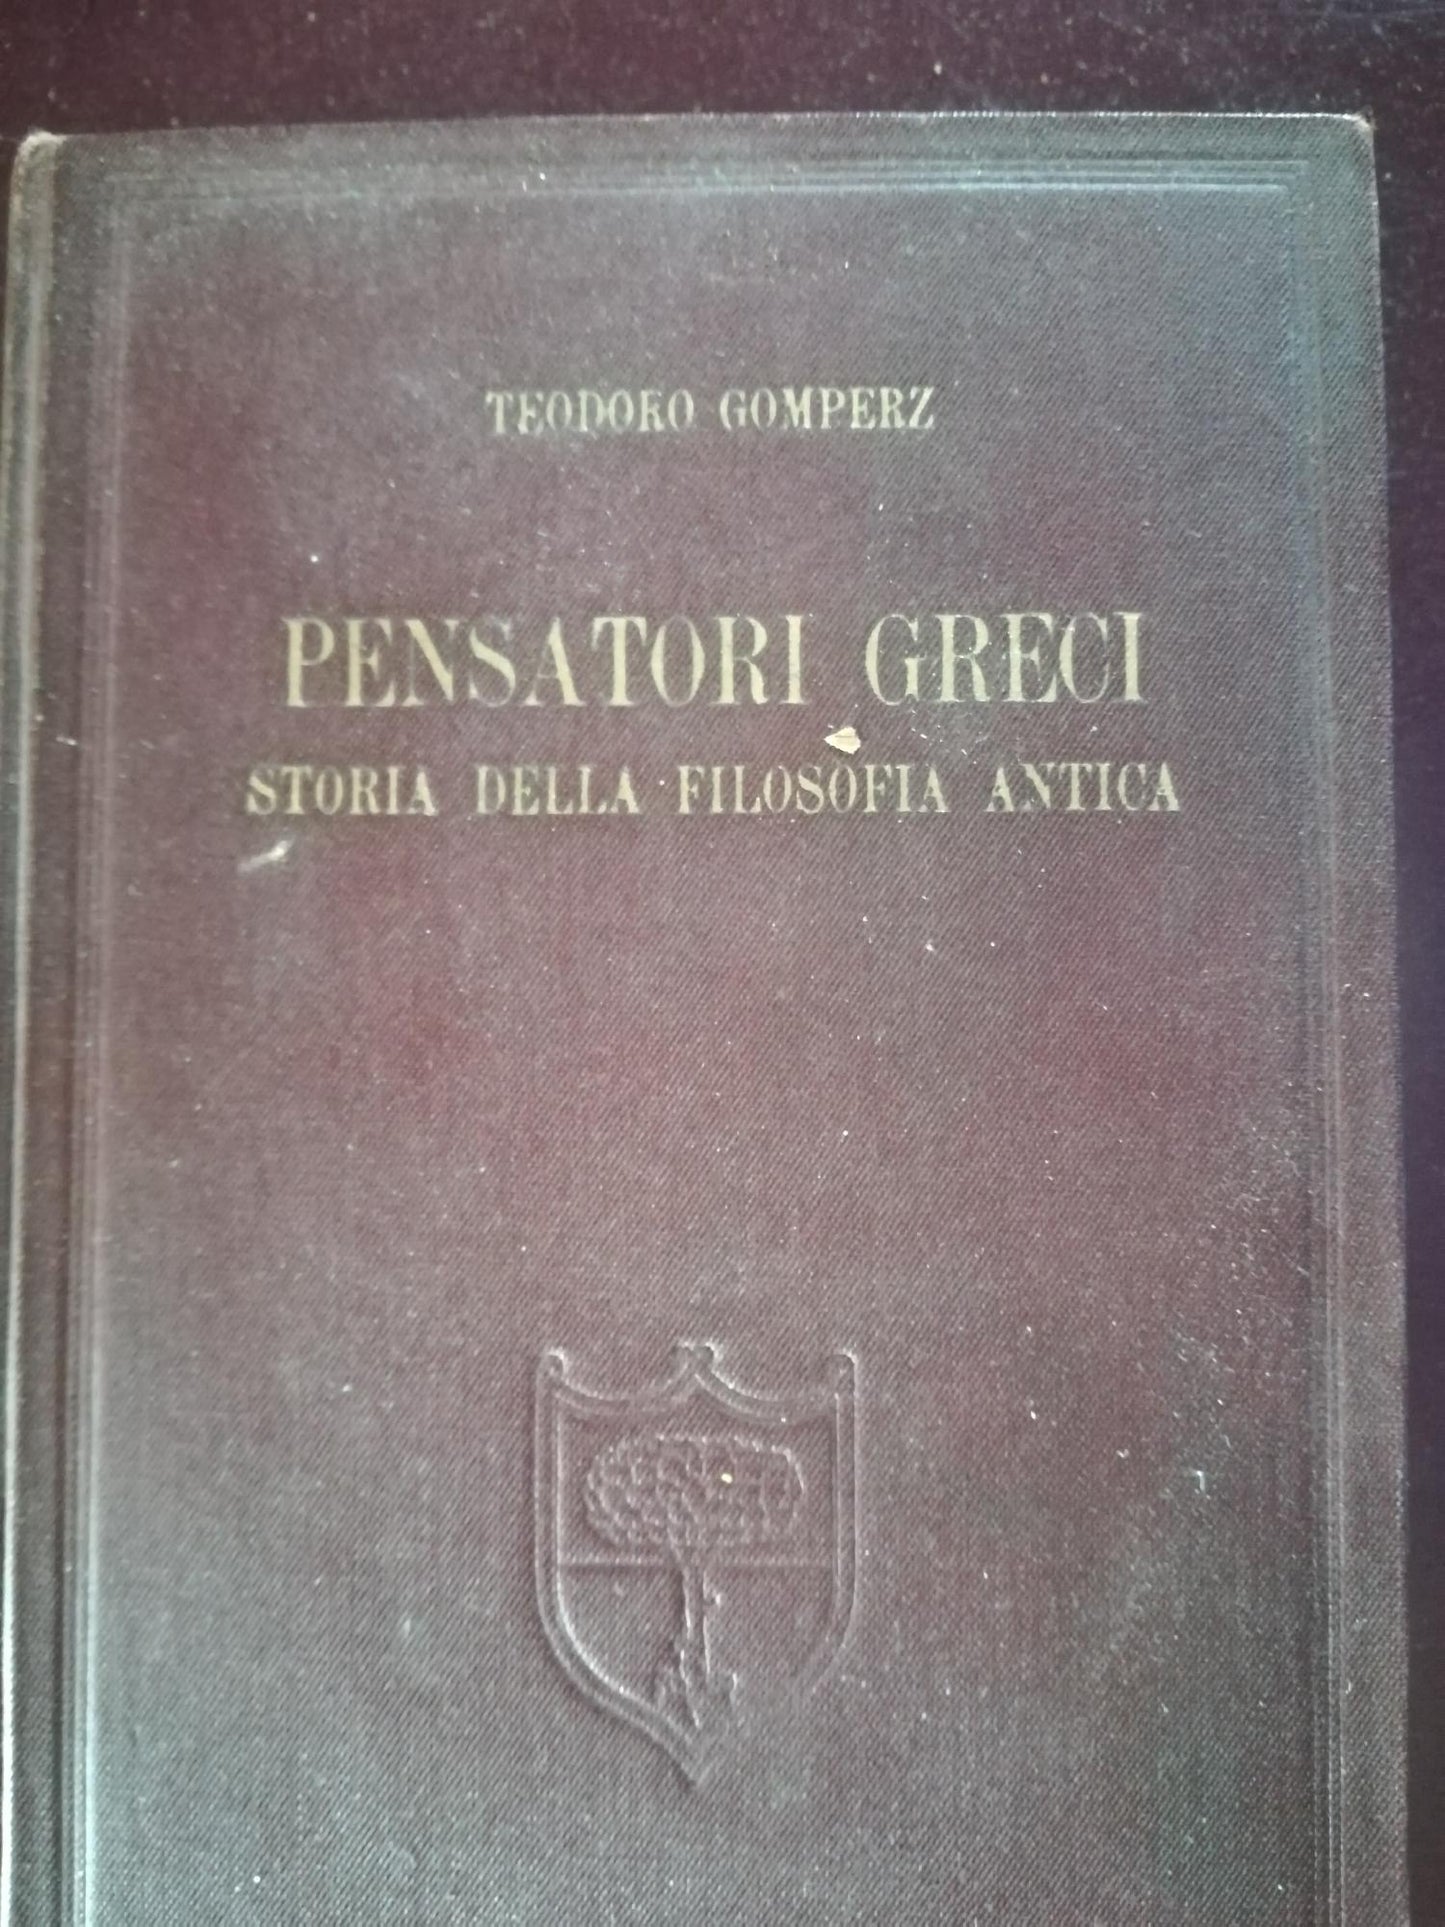 TEODORO GOMPERZ
PENSATORI GRECI
STORIA DELLA FILOSOFIA ANTICA